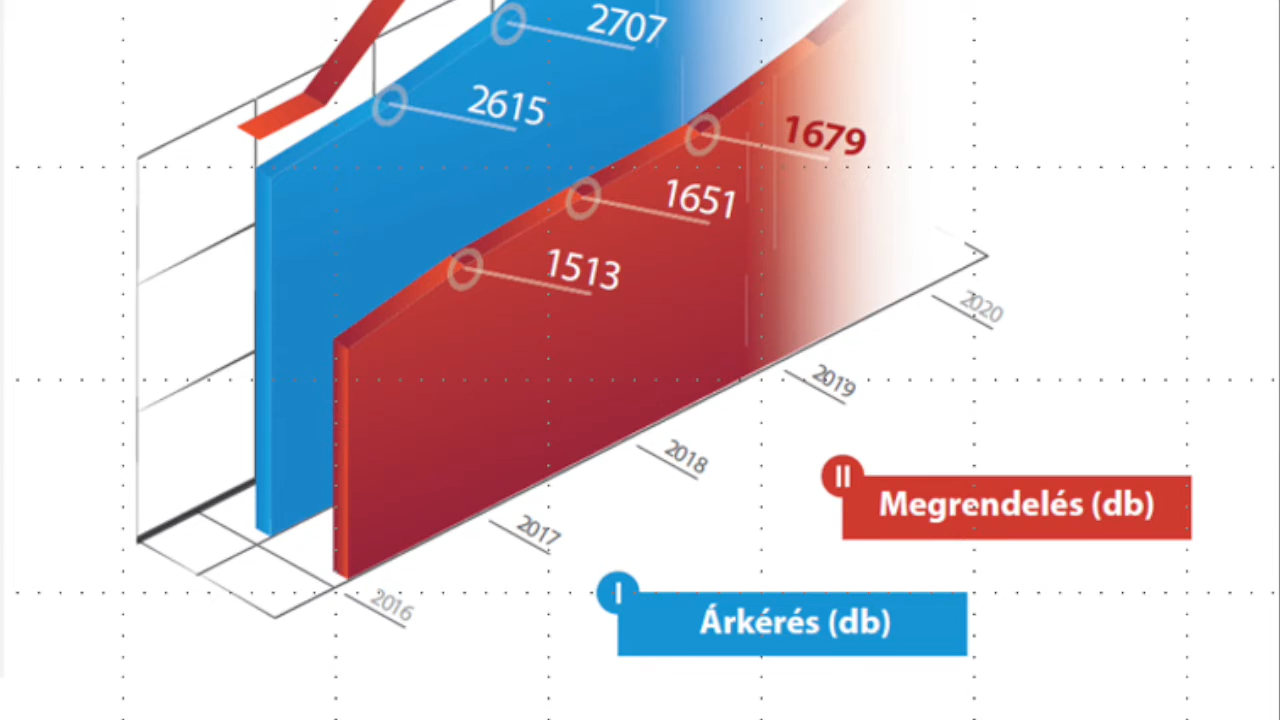 2707
2615
1679
1651
1513
2020
2019
2018
2017
2016
II
Megrendelés (db)
I
Árkérés (db)